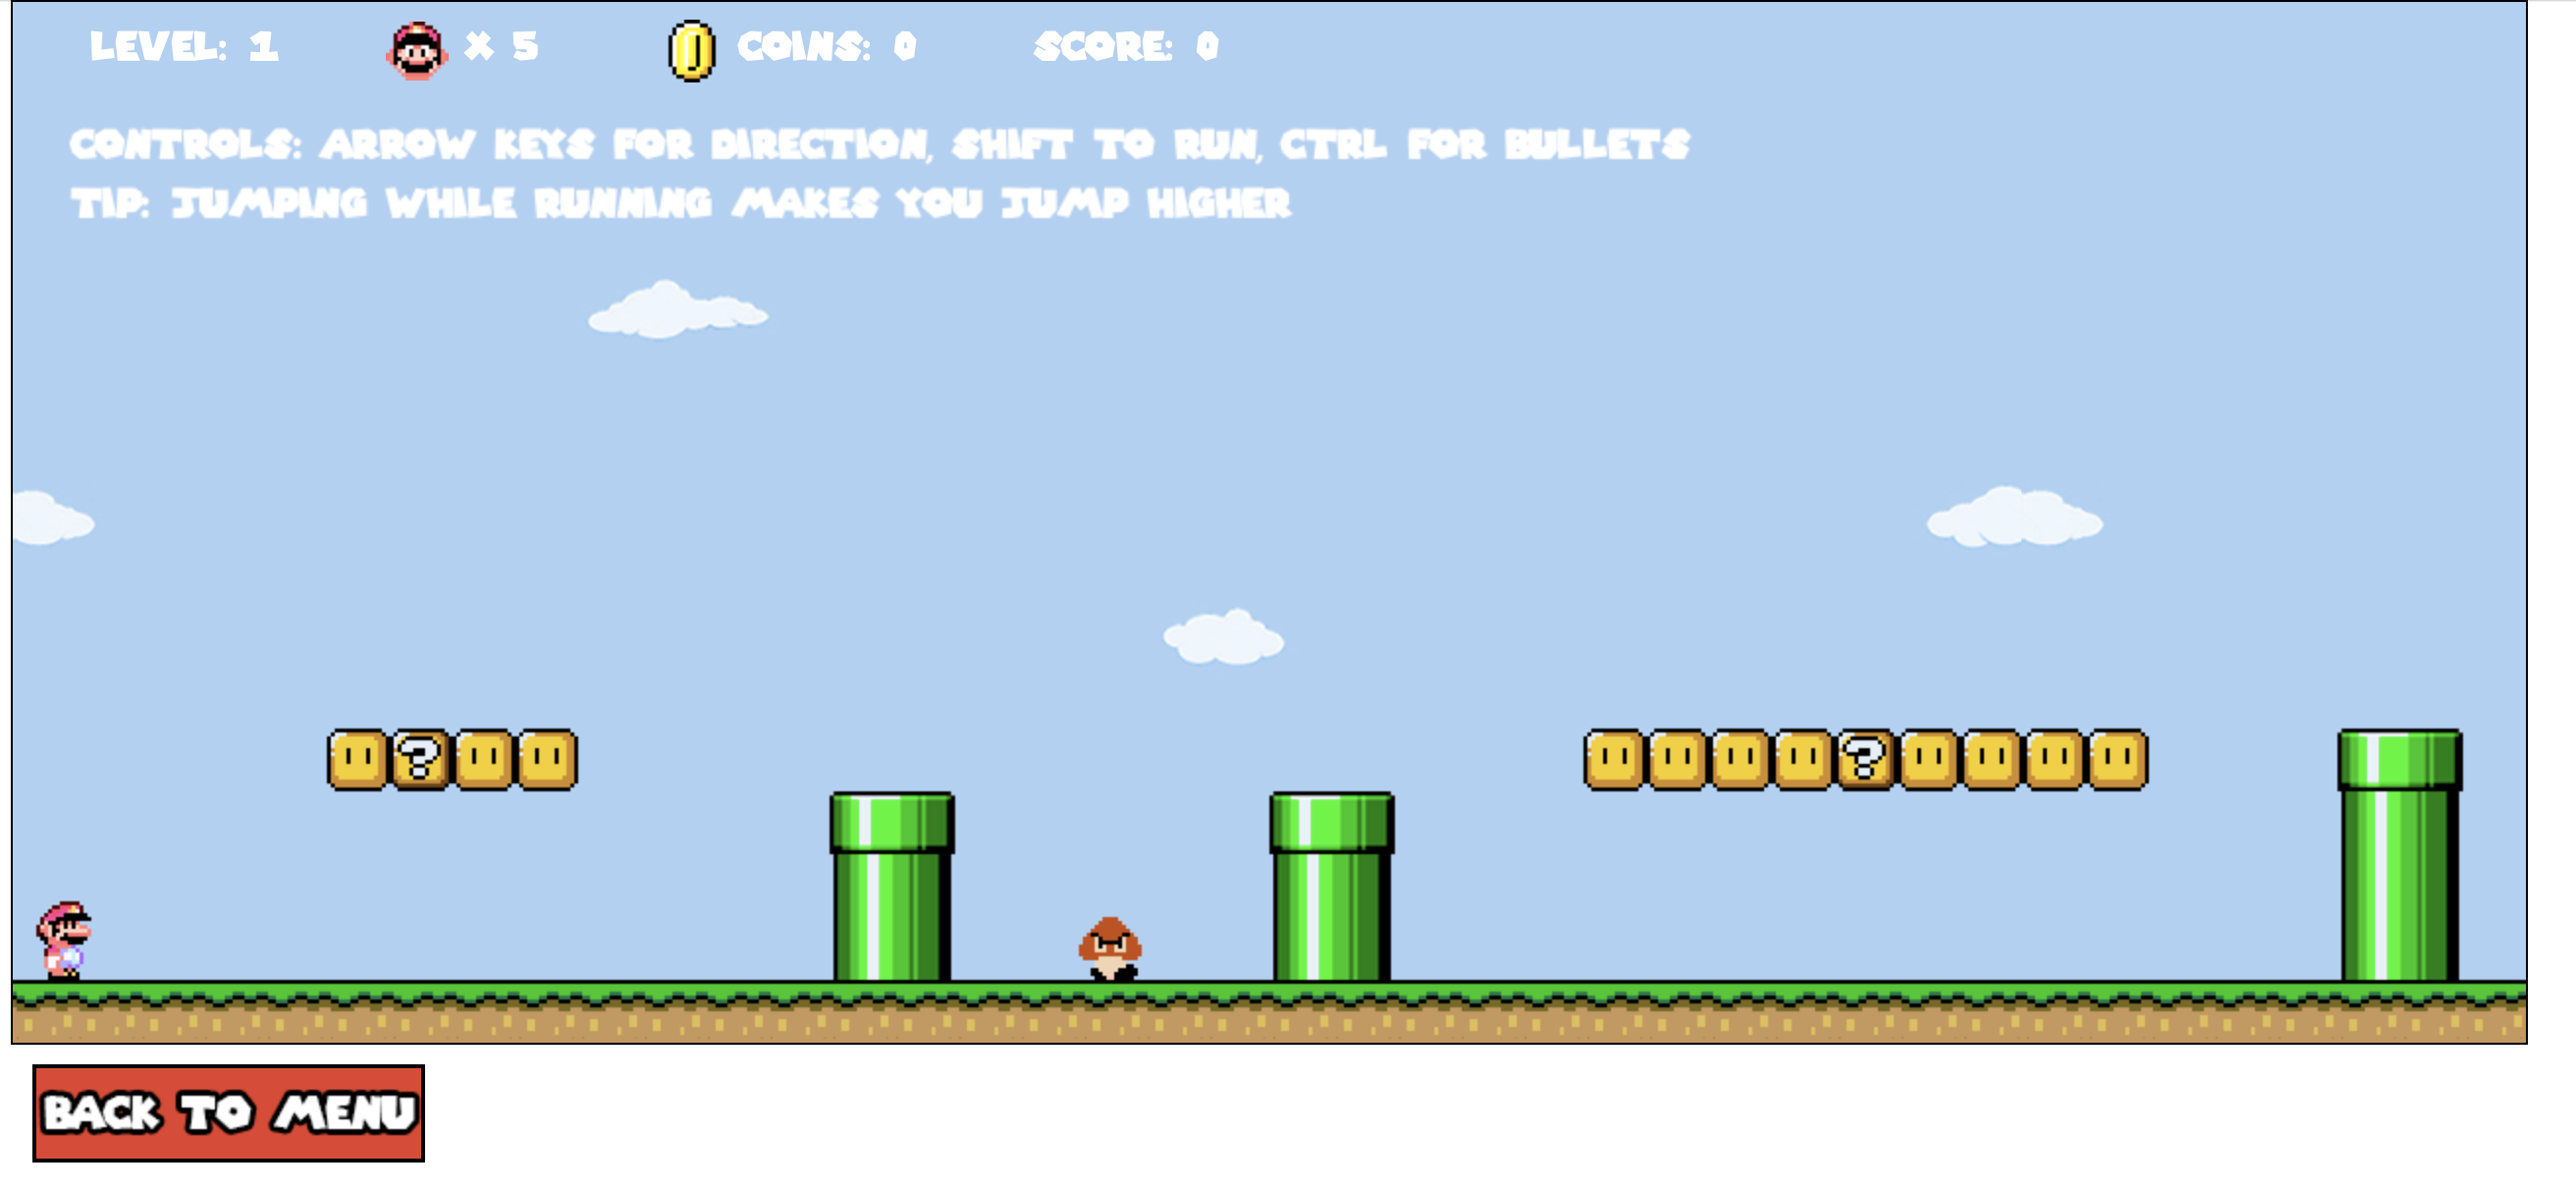 LEVEL: 1 × 5 COINS: 0 SCORE: 0
CONTROLS: ARROW KEYS FOR DIRECTION, SHIFT TO RUN, CTRL FOR BULLETS
TIP: JUMPING WHILE RUNNING MAKES YOU JUMP HIGHER
? ?
BACK TO MENU